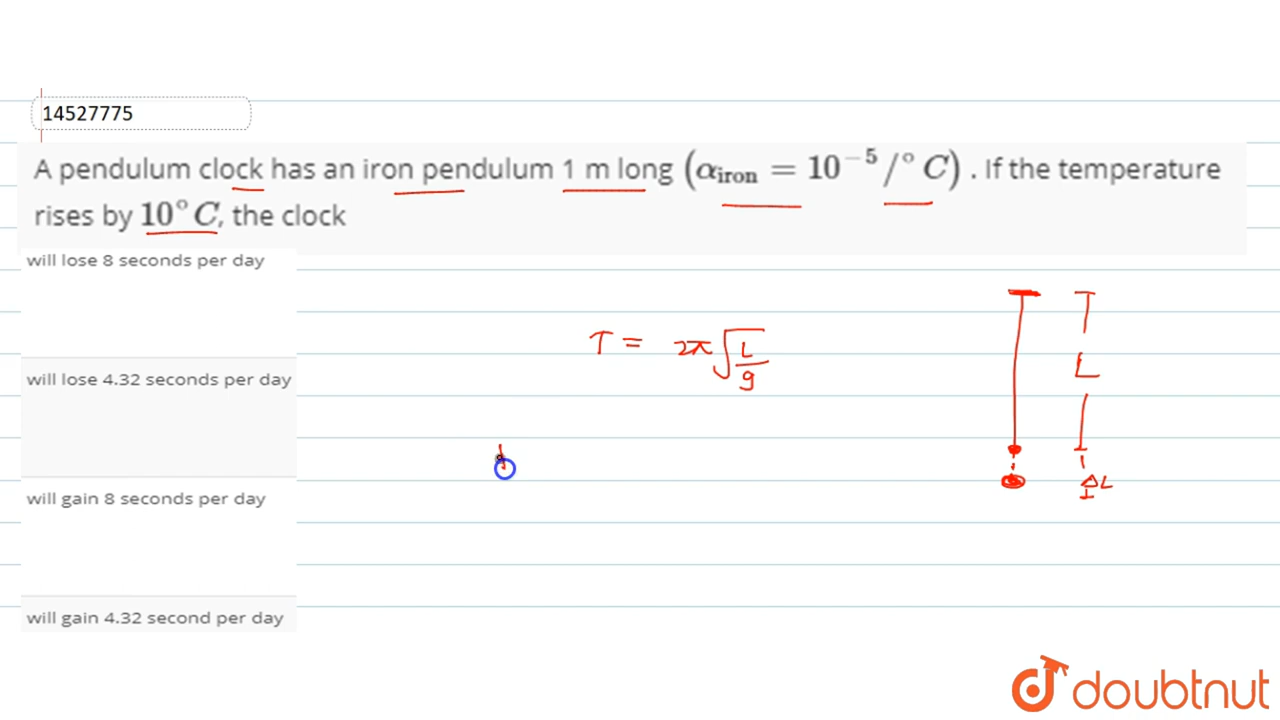 14527775
A pendulum clock has an iron pendulum 1 m long (α_iron = 10^−5/°C). If the temperature
rises by 10°C, the clock
will lose 8 seconds per day
will lose 4.32 seconds per day
will gain 8 seconds per day
will gain 4.32 second per day
T = 2π√(L/g)
L
ΔL
doubtnut